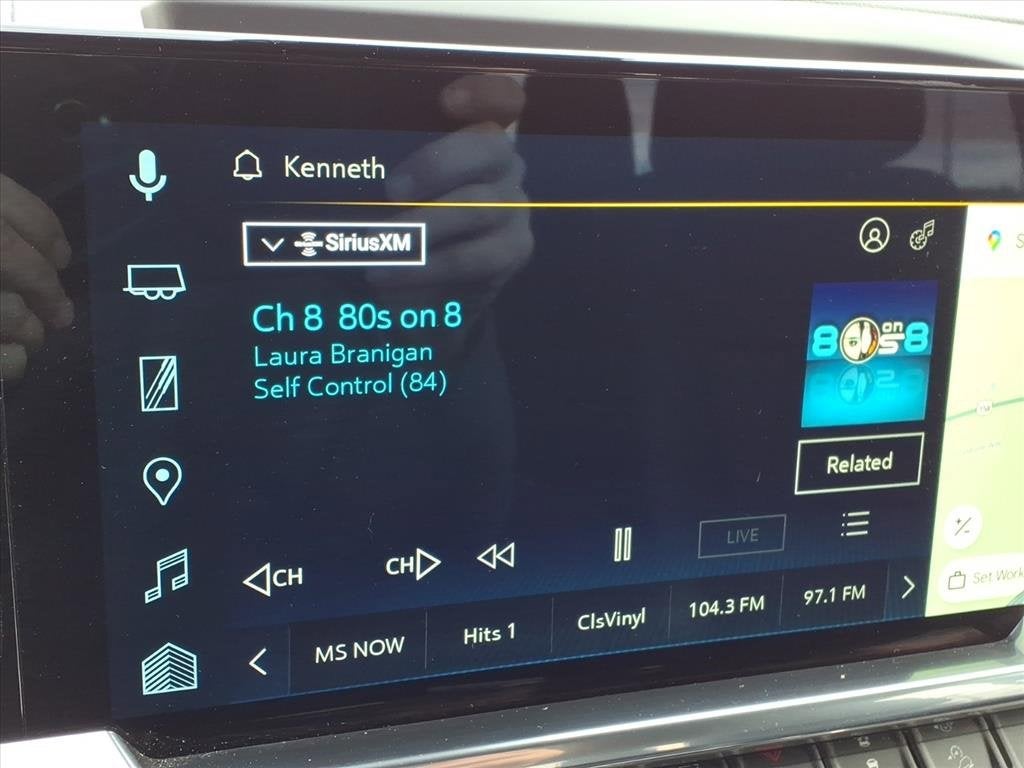 Kenneth
SiriusXM
Ch 8 80s on 8
Laura Branigan
Self Control (84)
80s on 8
Related
CH
CH
LIVE
MS NOW
Hits 1
ClsVinyl
104.3 FM
97.1 FM
S
Set Work